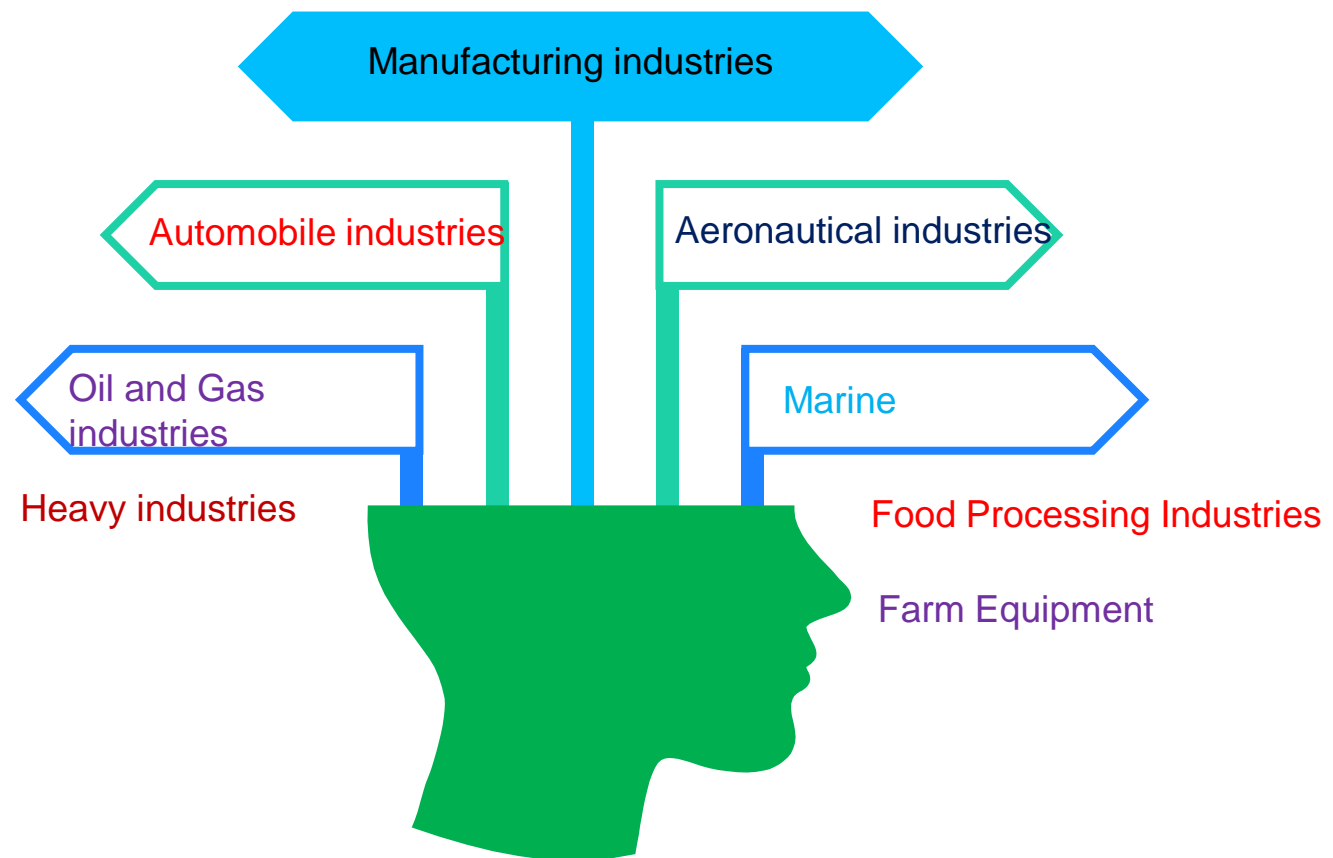 Manufacturing industries
Automobile industries
Aeronautical industries
Oil and Gas
industries
Marine
Heavy industries
Food Processing Industries
Farm Equipment